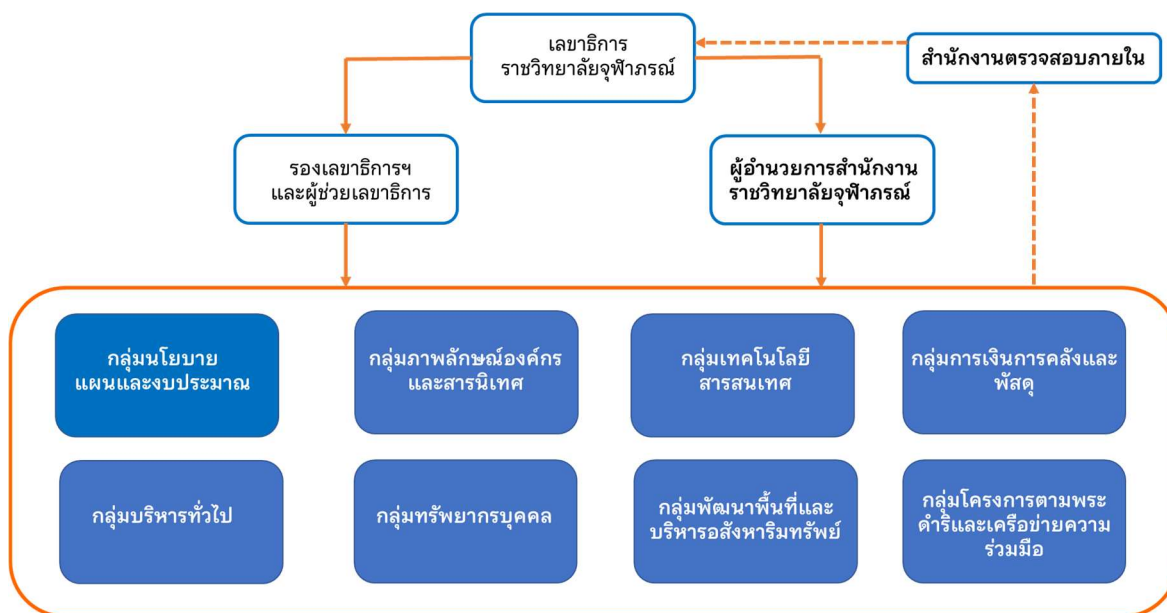 เลขาธิการ
ราชวิทยาลัยจุฬาภรณ์
สำนักงานตรวจสอบภายใน
รองเลขาธิการฯ
และผู้ช่วยเลขาธิการ
ผู้อำนวยการสำนักงาน
ราชวิทยาลัยจุฬาภรณ์
กลุ่มนโยบาย
แผนและงบประมาณ
กลุ่มภาพลักษณ์องค์กร
และสารนิเทศ
กลุ่มเทคโนโลยี
สารสนเทศ
กลุ่มการเงินการคลังและ
พัสดุ
กลุ่มบริหารทั่วไป
กลุ่มทรัพยากรบุคคล
กลุ่มพัฒนาพื้นที่และ
บริหารอสังหาริมทรัพย์
กลุ่มโครงการตามพระ
ดำริและเครือข่ายความ
ร่วมมือ